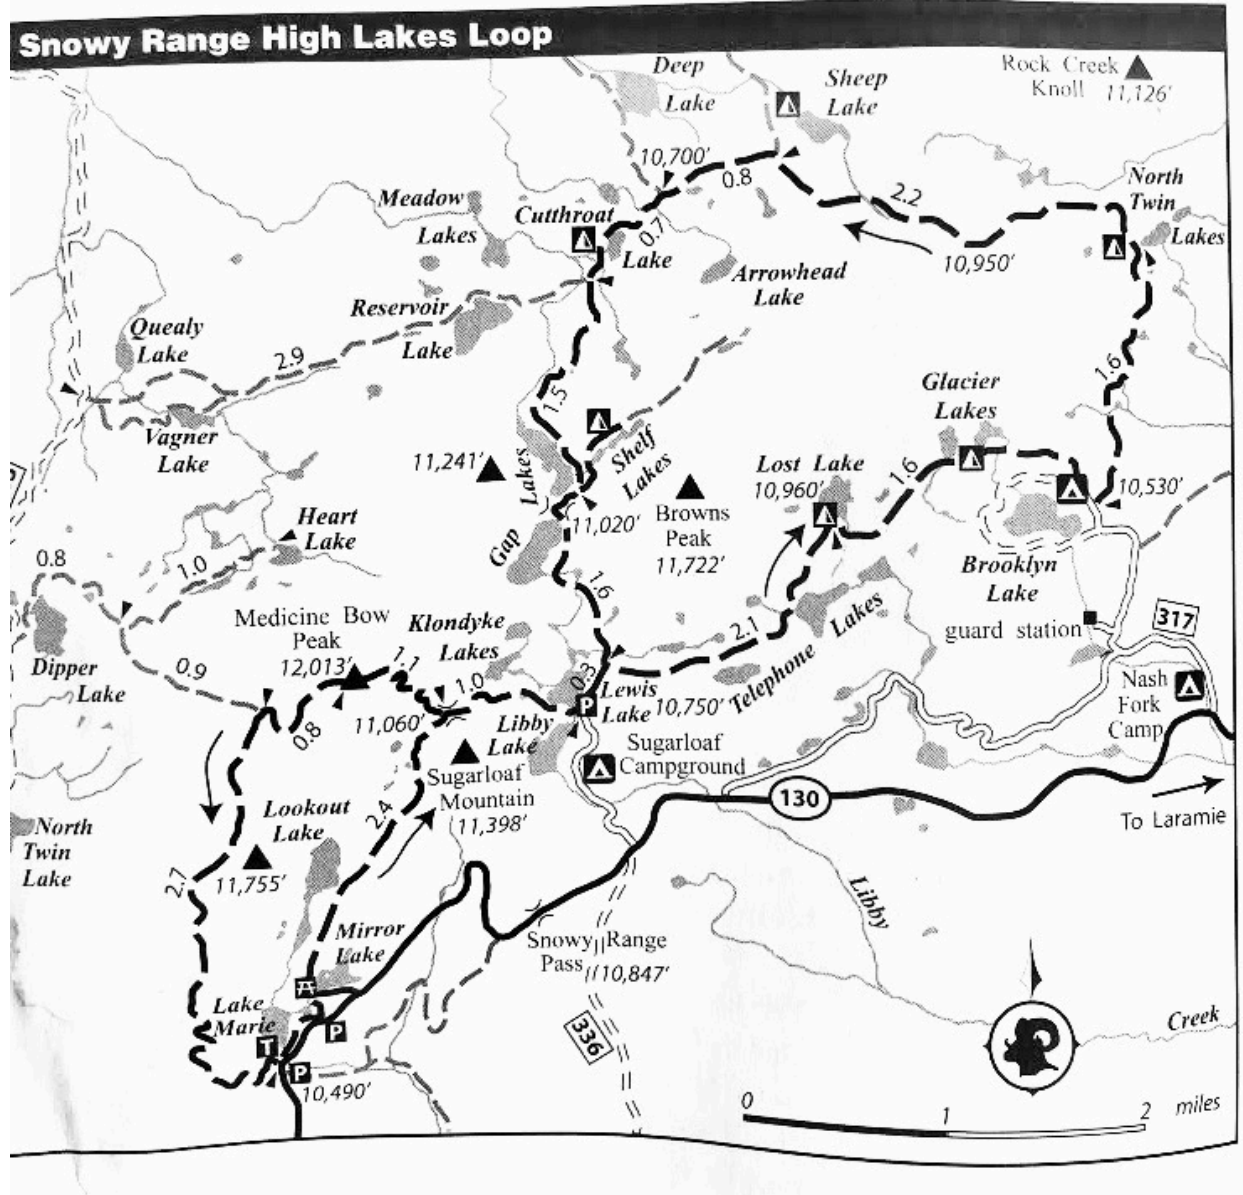 Snowy Range High Lakes Loop
Deep
Lake
Sheep
Lake
Rock Creek
Knoll 11,126'
10,700'
0.8
2.2
North
Twin
Lakes
Meadow
Lakes
Cutthroat
Lake
0.7
10,950'
Arrowhead
Lake
Reservoir
Lake
Quealy
Lake
2.9
Vagner
Lake
1.5
1.6
Glacier
Lakes
11,241'
Gap Lakes
Shelf
Lakes
Lost Lake
10,960'
1.6
10,530'
11,020'
Browns
Peak
11,722'
Heart
Lake
0.8
1.0
Brooklyn
Lake
guard station
317
Medicine Bow
Peak
12,013'
Klondyke
Lakes
1.6
2.1
Telephone Lakes
Dipper
Lake
0.9
1.1
1.0
0.3
P
Lewis
Lake 10,750'
Nash
Fork
Camp
0.8
11,060'
Libby
Lake
Sugarloaf
Campground
Sugarloaf
Mountain
11,398'
130
To Laramie
Lookout
Lake
11,755'
2.4
2.7
North
Twin
Lake
Mirror
Lake
Snowy Range
Pass 10,847'
Libby
Creek
Lake
Marie
T
P
P
10,490'
336
0 1 2 miles